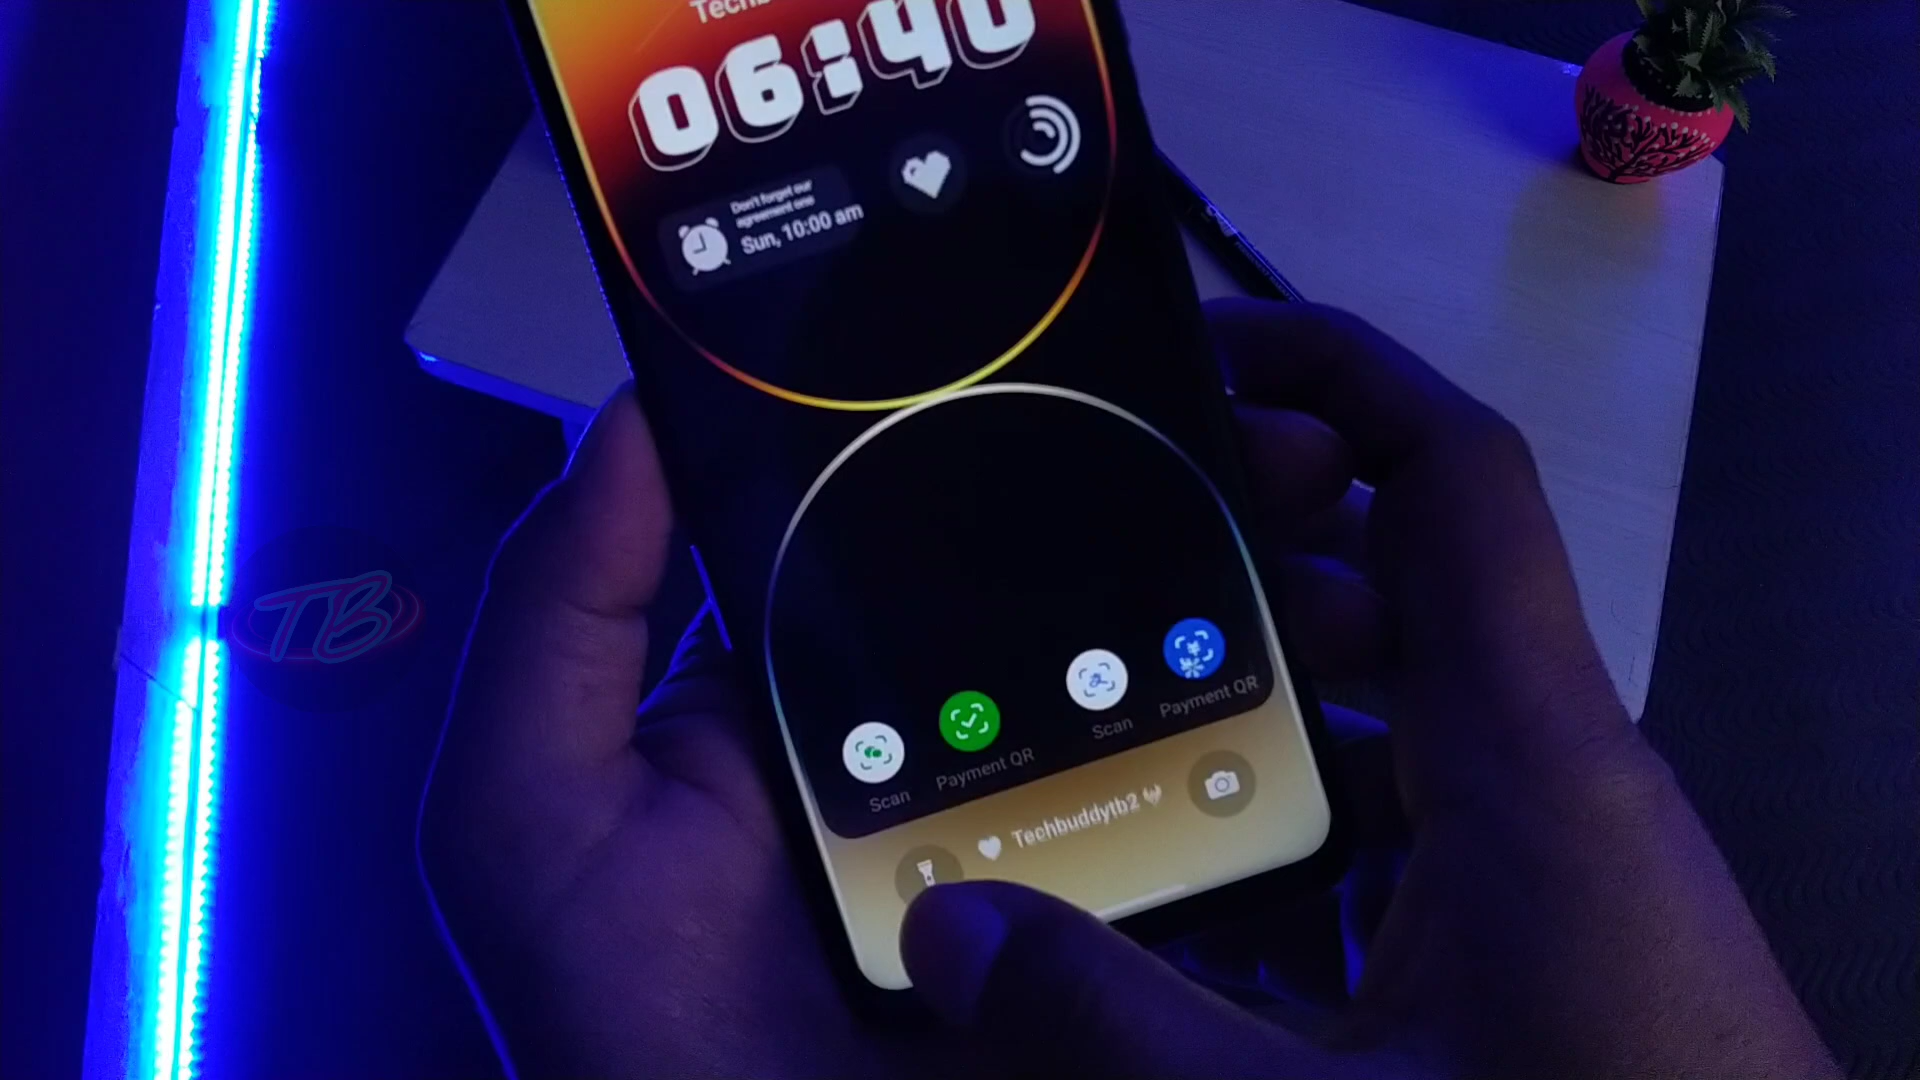 Techb
06:40
Don't forget our
agreement one
Sun, 10:00 am
Scan
Payment QR
Scan
Payment QR
Techbuddytb2
TB